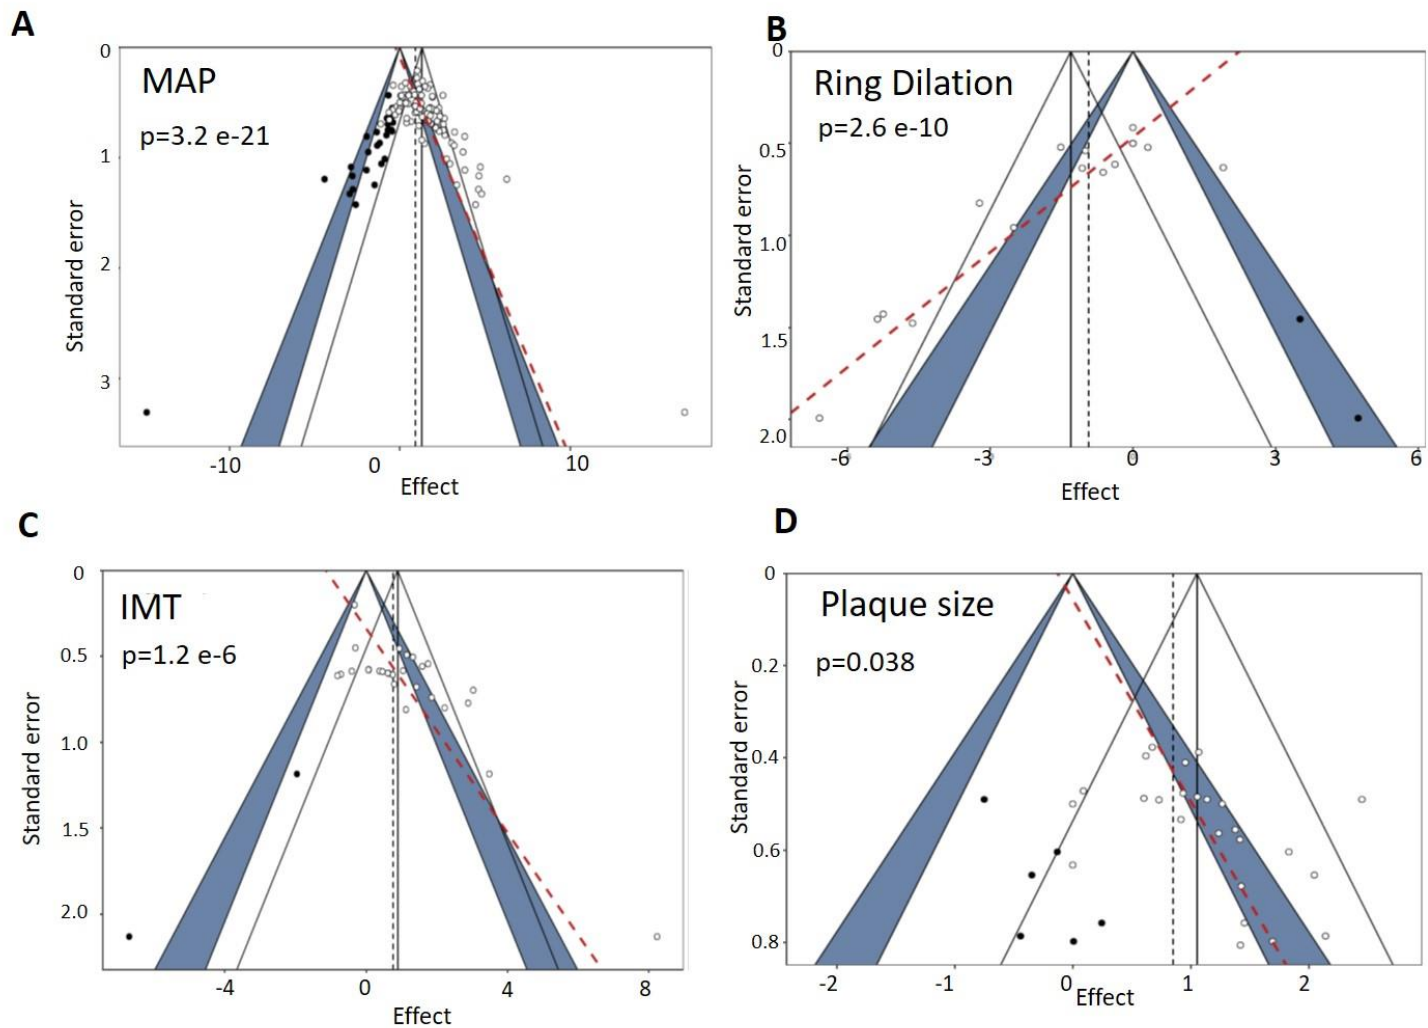 A
MAP
p=3.2 e-21
0
1
2
3
Standard error
-10
0
10
Effect
B
Ring Dilation
p=2.6 e-10
0
0.5
1.0
1.5
2.0
Standard error
-6
-3
0
3
6
Effect
C
IMT
p=1.2 e-6
0
0.5
1.0
1.5
2.0
Standard error
-4
0
4
8
Effect
D
Plaque size
p=0.038
0
0.2
0.4
0.6
0.8
Standard error
-2
-1
0
1
2
Effect